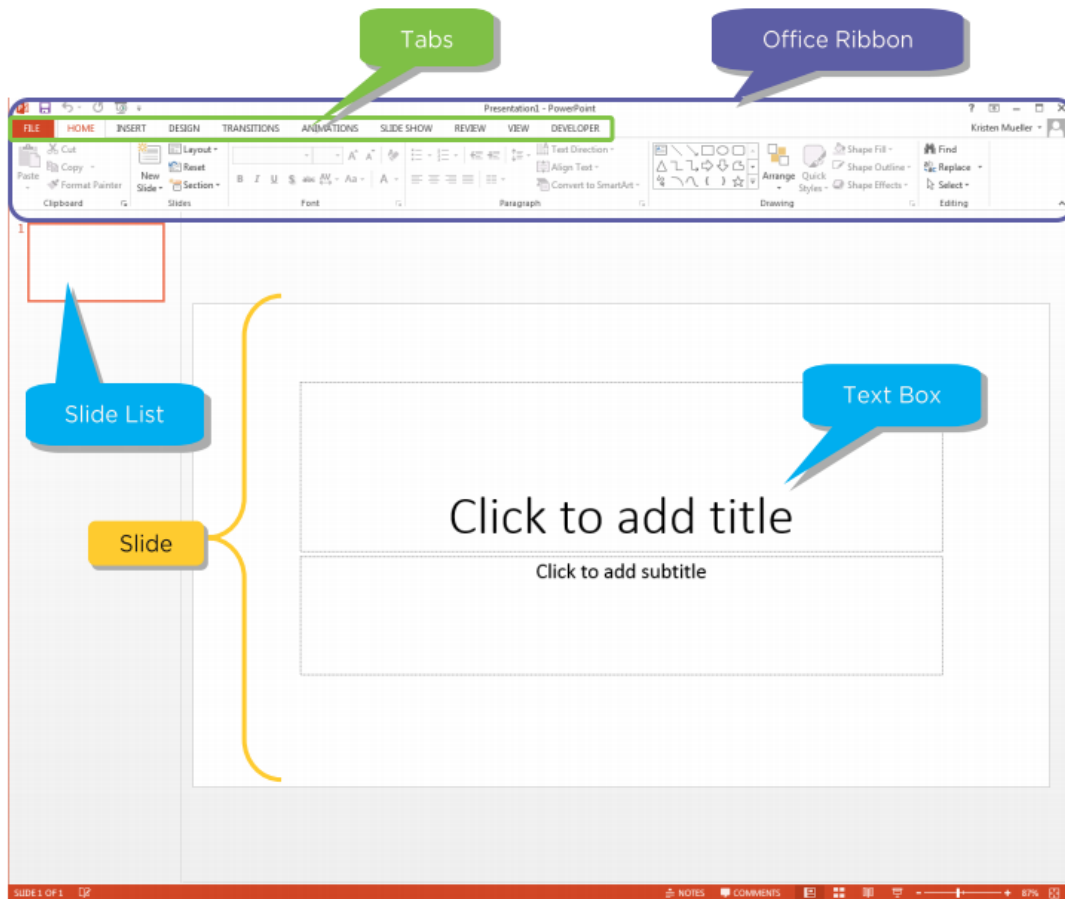 Tabs
Office Ribbon
Presentation1 - PowerPoint
?
FILE HOME INSERT DESIGN TRANSITIONS ANIMATIONS SLIDE SHOW REVIEW VIEW DEVELOPER
Kristen Mueller
Cut
Copy
Format Painter
Paste
Clipboard
New
Slide
Layout
Reset
Section
Slides
B I U S abc AV Aa A
Font
Text Direction
Align Text
Convert to SmartArt
Paragraph
Arrange
Quick
Styles
Shape Fill
Shape Outline
Shape Effects
Drawing
Find
Replace
Select
Editing
1
Slide List
Text Box
Slide
Click to add title
Click to add subtitle
SLIDE 1 OF 1
NOTES
COMMENTS
87%